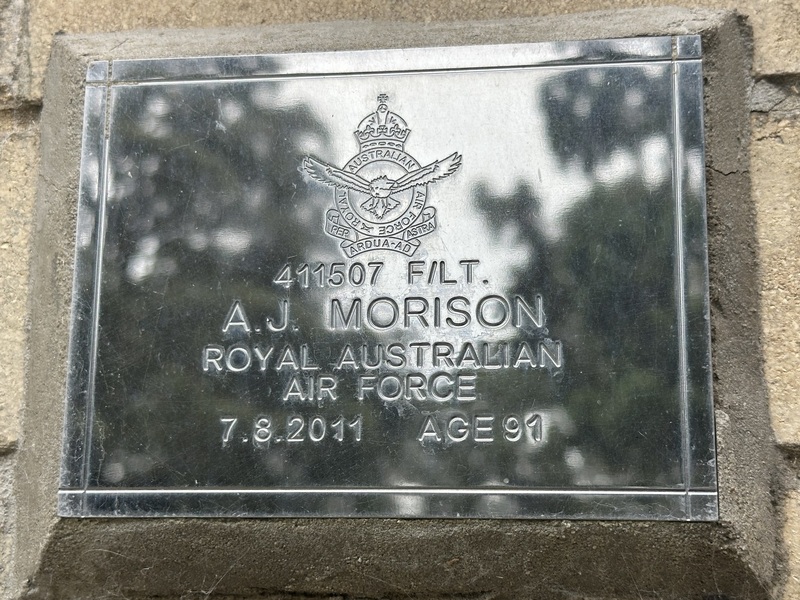 ROYAL AUSTRALIAN AIR FORCE
PER ARDUA-AD ASTRA
411507 F/LT.
A.J. MORISON
ROYAL AUSTRALIAN
AIR FORCE
7.8.2011 AGE 91